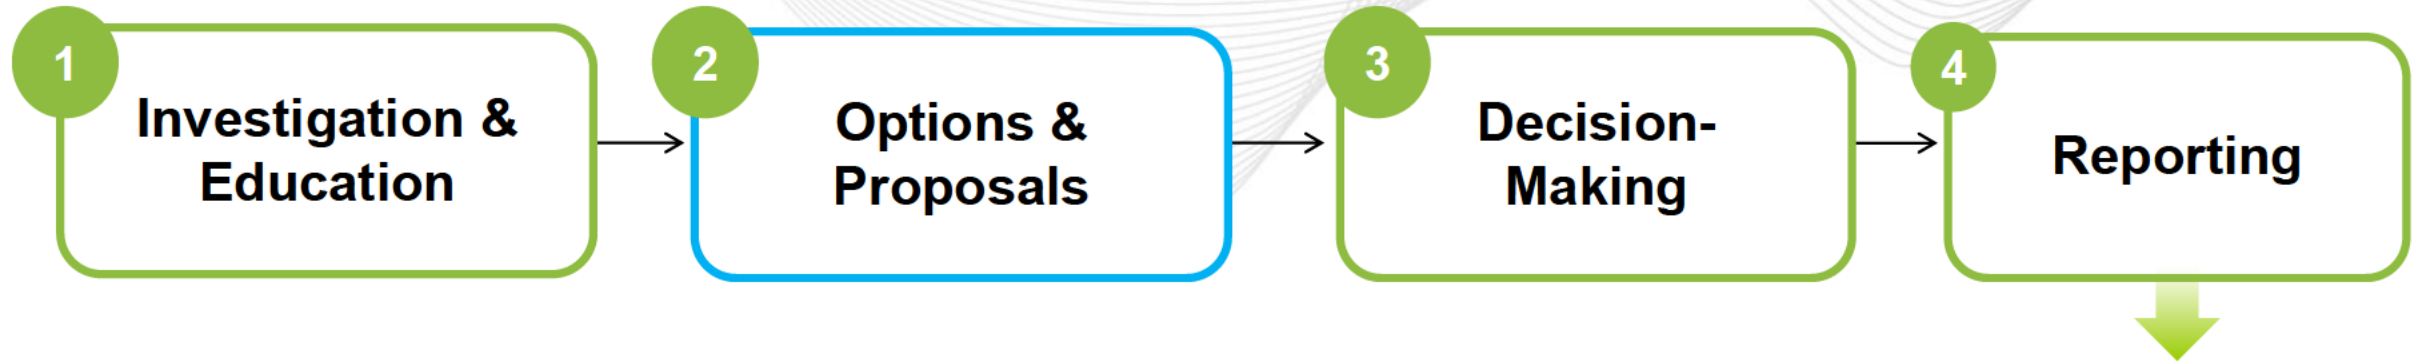 1
Investigation &
Education
2
Options &
Proposals
3
Decision-
Making
4
Reporting